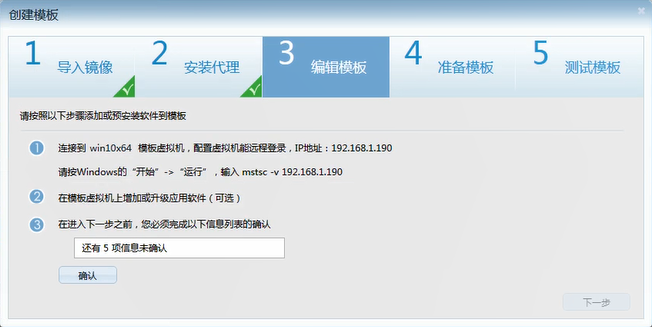 创建模板
1 导入镜像 2 安装代理 3 编辑模板 4 准备模板 5 测试模板
请按照以下步骤添加或预安装软件到模板
1 连接到 win10x64 模板虚拟机，配置虚拟机能远程登录，IP地址：192.168.1.190
请按Windows的“开始”->“运行”，输入 mstsc -v 192.168.1.190
2 在模板虚拟机上增加或升级应用软件（可选）
3 在进入下一步之前，您必须完成以下信息列表的确认
还有 5 项信息未确认
确认
下一步